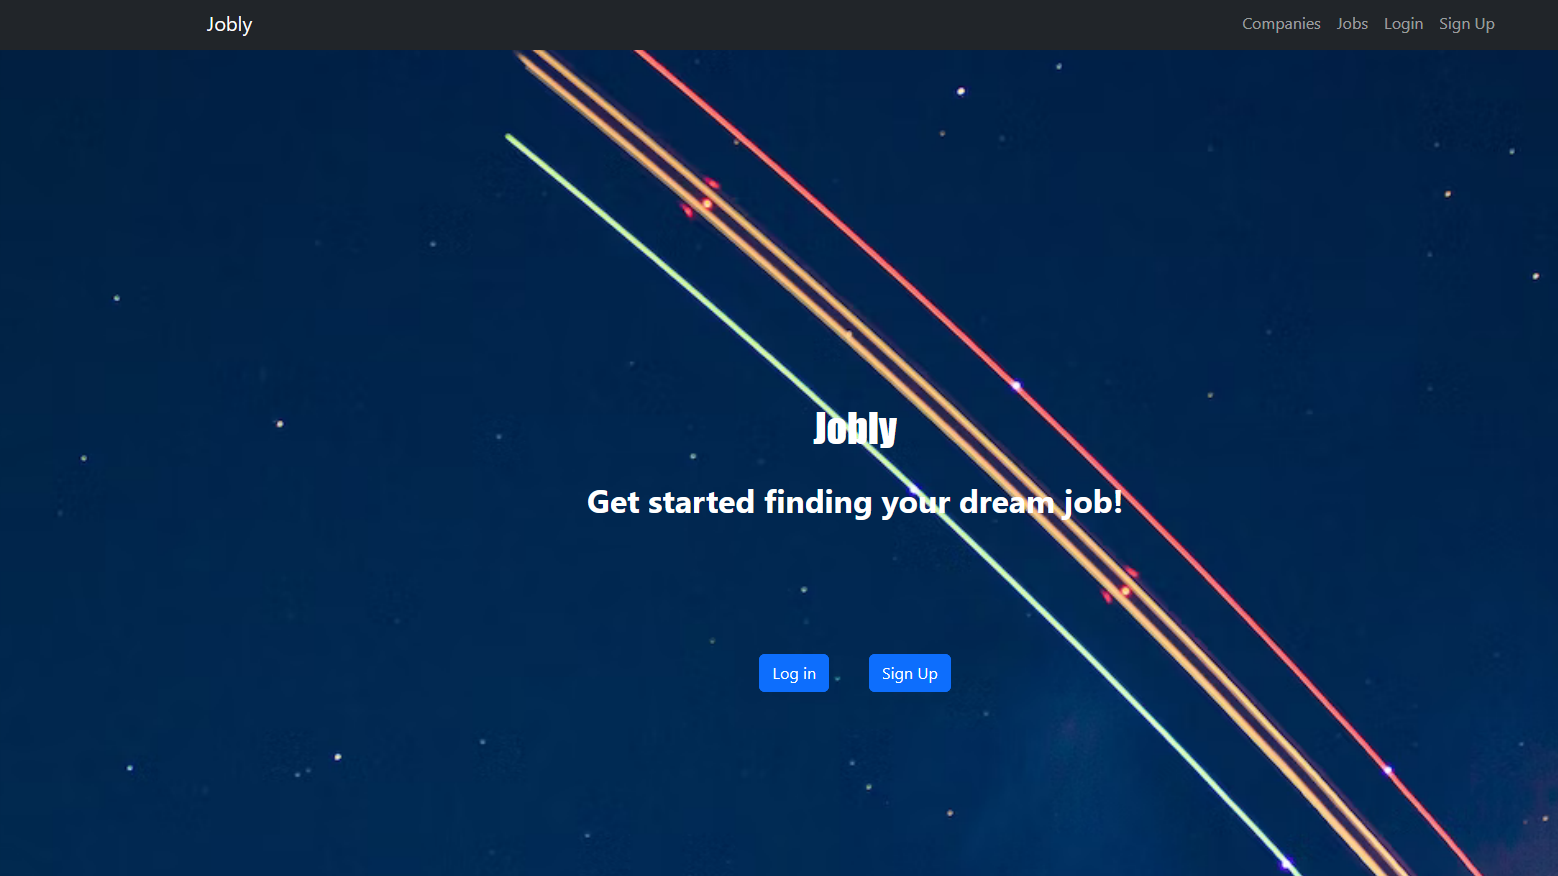 Jobly
Companies Jobs Login Sign Up
Jobly
Get started finding your dream job!
Log in
Sign Up